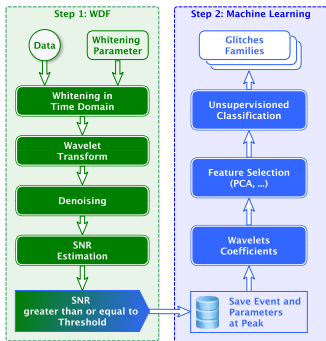 Step 1: WDF
Data
Whitening
Parameter
Whitening in
Time Domain
Wavelet
Transform
Denoising
SNR
Estimation
SNR
greater than or equal to
Threshold
Step 2: Machine Learning
Glitches
Families
Unsupervisioned
Classification
Feature Selection
(PCA, ...)
Wavelets
Coefficients
Save Event and
Parameters
at Peak